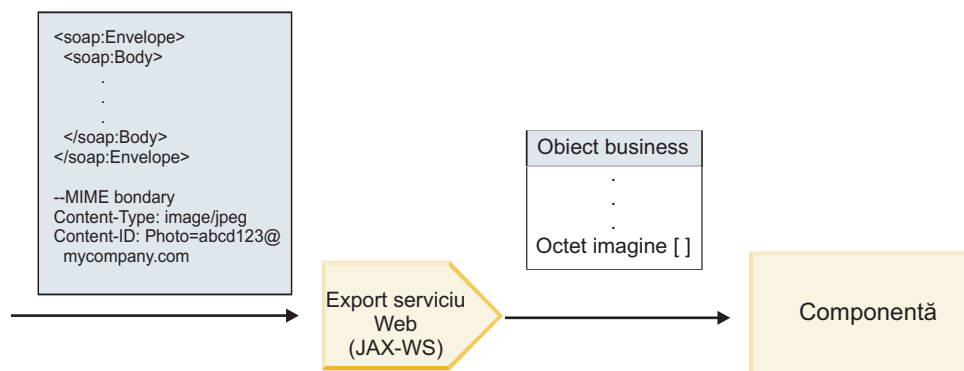 <soap:Envelope>
<soap:Body>
.
.
.
</soap:Body>
</soap:Envelope>
--MIME bondary
Content-Type: image/jpeg
Content-ID: Photo=abcd123@
mycompany.com
Obiect business
.
.
.
Octet imagine [ ]
Export serviciu
Web
(JAX-WS)
Componentă